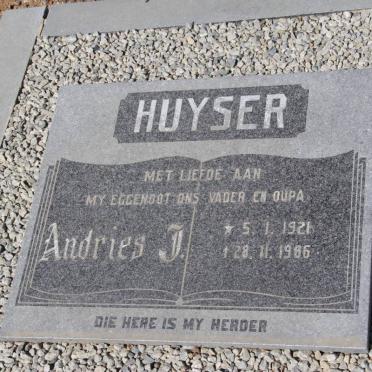 HUYSER
MET LIEFDE AAN
MY EGGENOOT ONS VADER EN OUPA
Andries J.
★ 5. 1. 1921
† 28. 11. 1986
DIE HERE IS MY HERDER